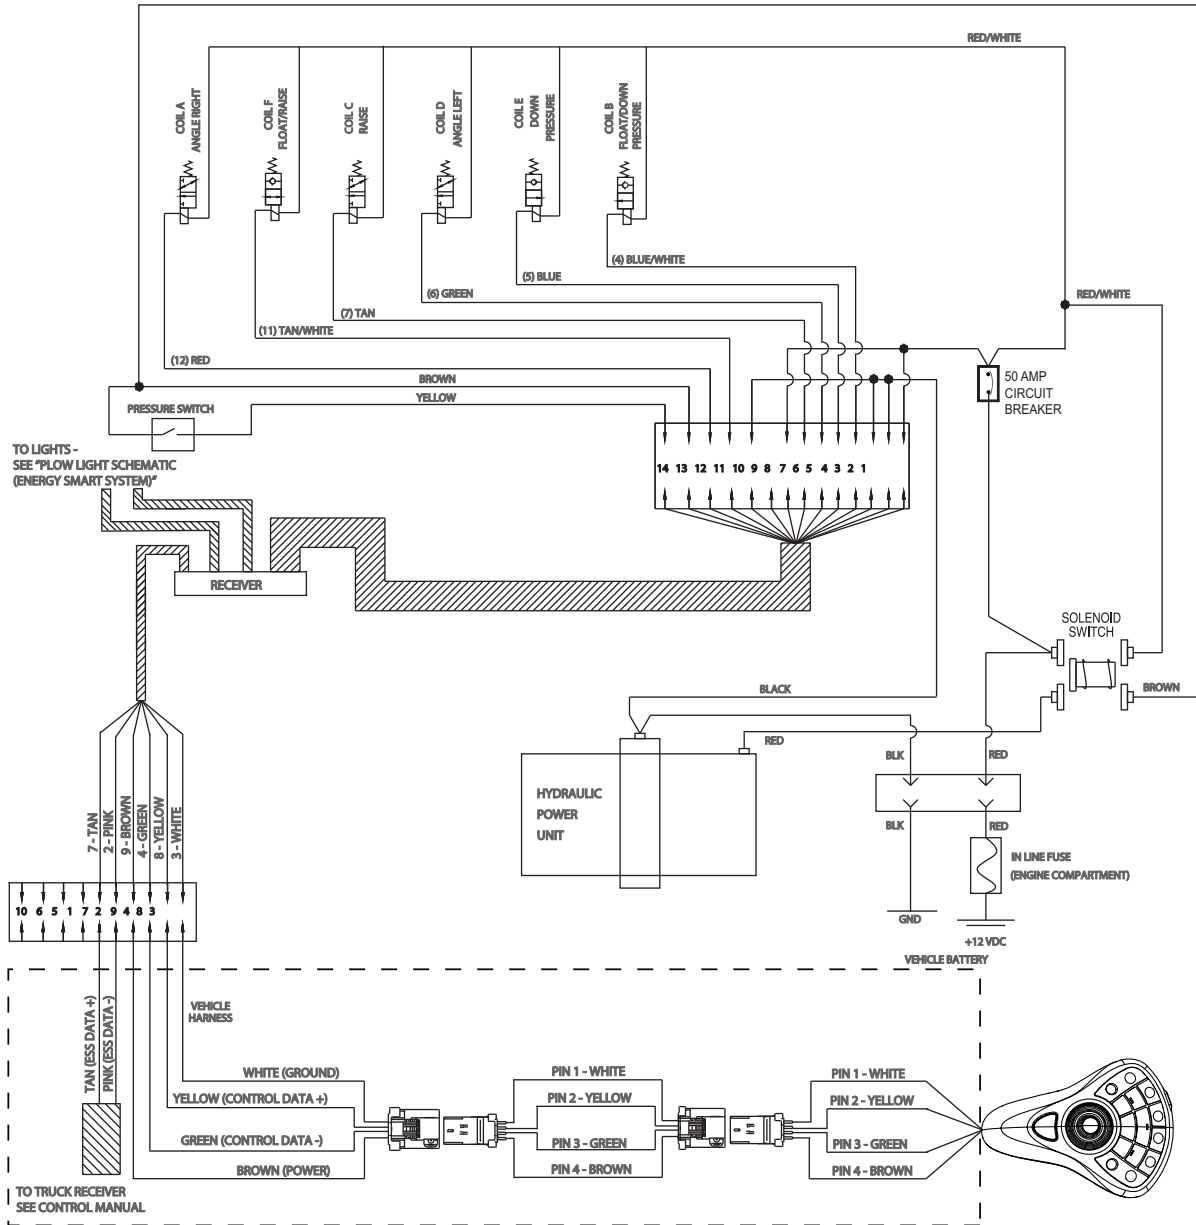 RED/WHITE
COIL A
ANGLE RIGHT
COIL F
FLOAT/RAISE
COIL C
RAISE
COIL D
ANGLE LEFT
COIL E
DOWN
PRESSURE
COIL B
FLOAT/DOWN
PRESSURE
(4) BLUE/WHITE
(5) BLUE
(6) GREEN
(7) TAN
(11) TAN/WHITE
(12) RED
RED/WHITE
BROWN
YELLOW
PRESSURE SWITCH
50 AMP
CIRCUIT
BREAKER
TO LIGHTS -
SEE "PLOW LIGHT SCHEMATIC
(ENERGY SMART SYSTEM)"
14 13 12 11 10 9 8 7 6 5 4 3 2 1
RECEIVER
SOLENOID
SWITCH
BLACK
BROWN
RED
BLK
RED
HYDRAULIC
POWER
UNIT
BLK
RED
IN LINE FUSE
(ENGINE COMPARTMENT)
GND
+12 VDC
VEHICLE BATTERY
7 - TAN
2 - PINK
9 - BROWN
4 - GREEN
8 - YELLOW
3 - WHITE
10 6 5 1 7 2 9 4 8 3
VEHICLE
HARNESS
TAN (ESS DATA +)
PINK (ESS DATA -)
WHITE (GROUND)
YELLOW (CONTROL DATA +)
GREEN (CONTROL DATA -)
BROWN (POWER)
PIN 1 - WHITE
PIN 2 - YELLOW
PIN 3 - GREEN
PIN 4 - BROWN
PIN 1 - WHITE
PIN 2 - YELLOW
PIN 3 - GREEN
PIN 4 - BROWN
TO TRUCK RECEIVER
SEE CONTROL MANUAL